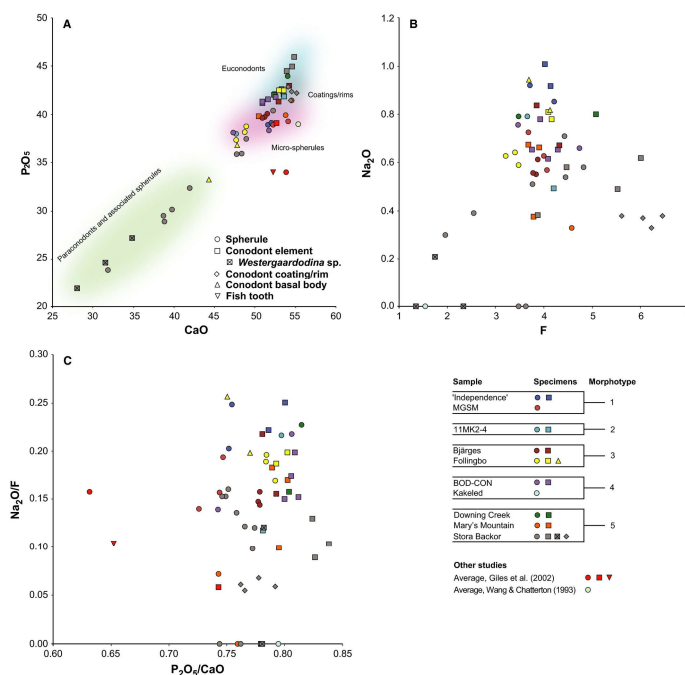 A
P₂O₅
45
40
35
30
25
20
25 30 35 40 45 50 55 60
CaO
Euconodonts
Coatings/rims
Micro-spherules
Paraconodonts and associated spherules
Spherule
Conodont element
Westergaardodina sp.
Conodont coating/rim
Conodont basal body
Fish tooth
B
Na₂O
1.2
1.0
0.8
0.6
0.4
0.2
0.0
1 2 3 4 5 6 7
F
C
Na₂O/F
0.30
0.25
0.20
0.15
0.10
0.05
0.00
0.60 0.65 0.70 0.75 0.80 0.85
P₂O₅/CaO
Sample Specimens Morphotype
'Independence'
MGSM
1
11MK2-4 2
Bjärges
Follingbo
3
BOD-CON
Kakeled
4
Downing Creek
Mary's Mountain
Stora Backor
5
Other studies
Average, Giles et al. (2002)
Average, Wang & Chatterton (1993)